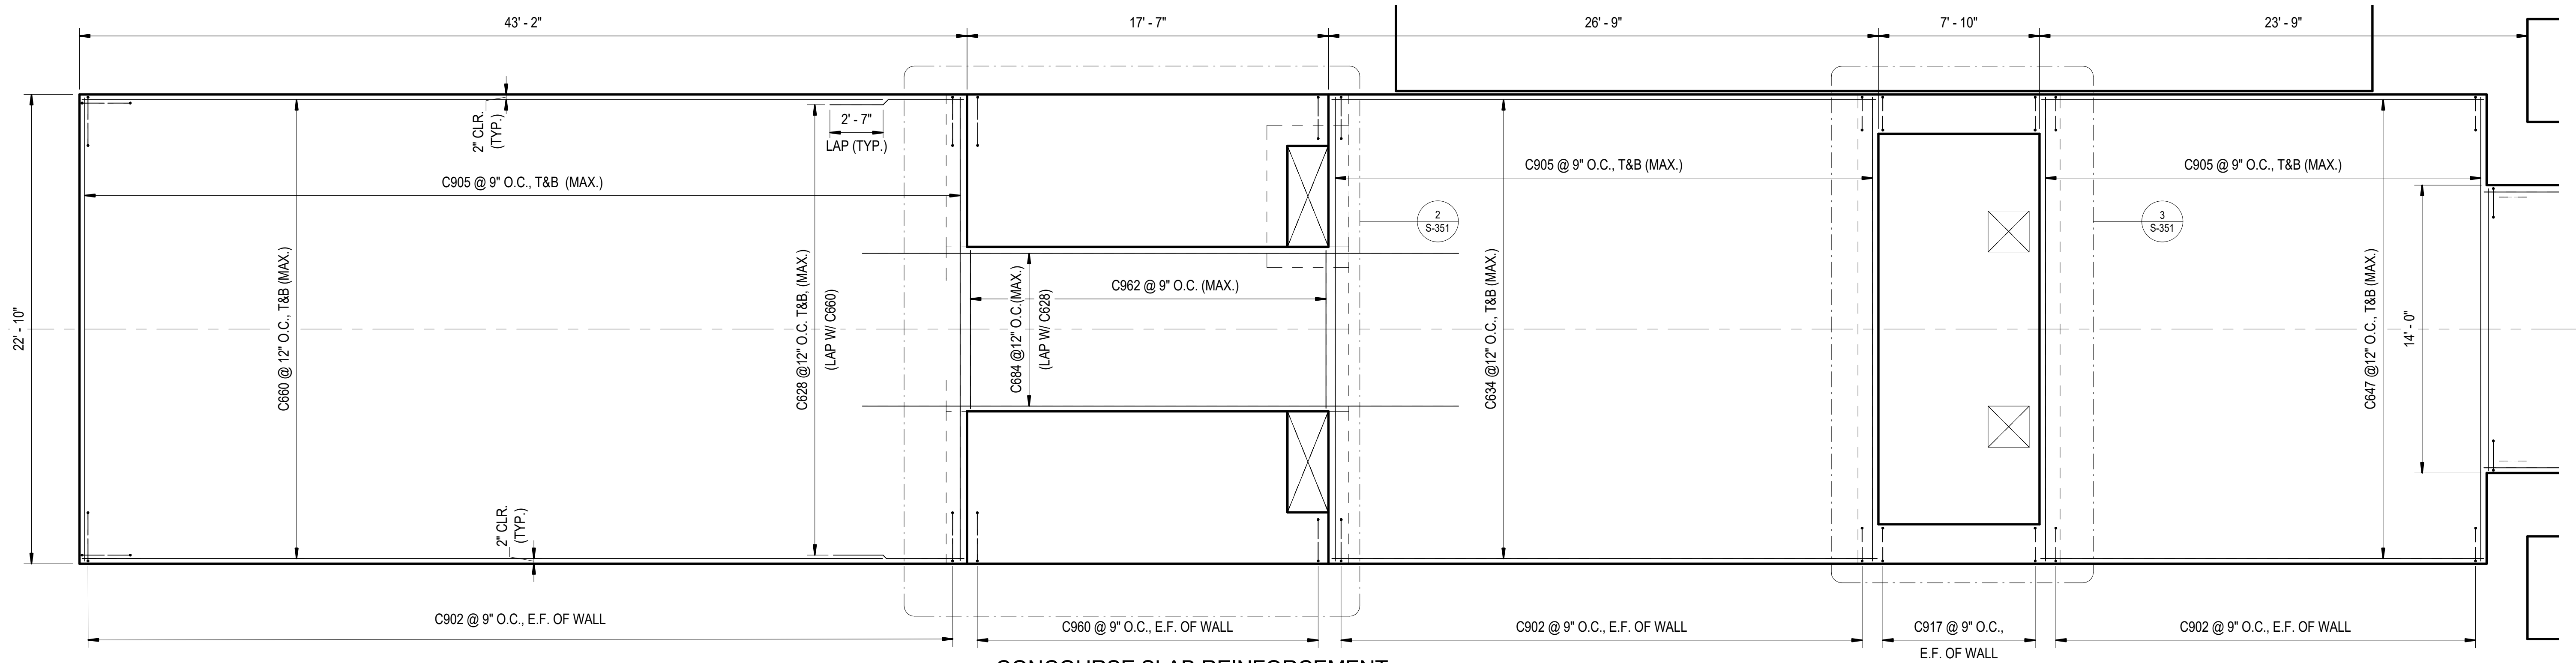 43' - 2"
17' - 7"
26' - 9"
7' - 10"
23' - 9"
2" CLR.
(TYP.)
2' - 7"
LAP (TYP.)
C905 @ 9" O.C., T&B (MAX.)
C905 @ 9" O.C., T&B (MAX.)
C905 @ 9" O.C., T&B (MAX.)
2
S-351
3
S-351
22' - 10"
C660 @ 12" O.C., T&B (MAX.)
C628 @12" O.C. T&B, (MAX.)
(LAP W/ C660)
C684 @12" O.C.(MAX.)
(LAP W/ C628)
C962 @ 9" O.C. (MAX.)
C634 @12" O.C., T&B (MAX.)
C647 @12" O.C., T&B (MAX.)
14' - 0"
2" CLR.
(TYP.)
C902 @ 9" O.C., E.F. OF WALL
C960 @ 9" O.C., E.F. OF WALL
C902 @ 9" O.C., E.F. OF WALL
C917 @ 9" O.C.,
E.F. OF WALL
C902 @ 9" O.C., E.F. OF WALL
CONCOURSE SLAB REINFORCEMENT